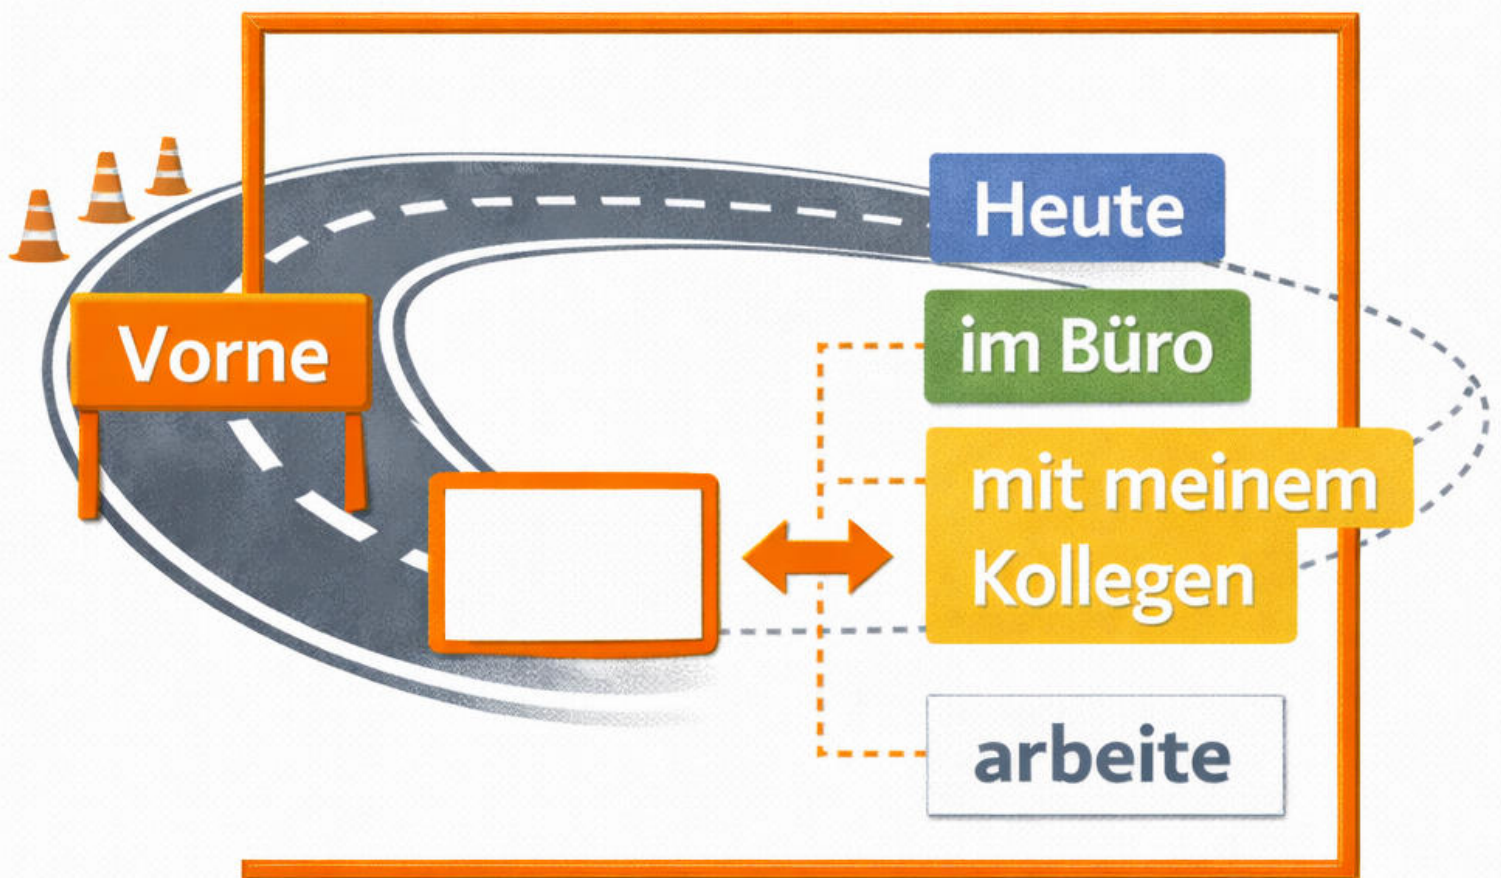 Heute
im Büro
Vorne
mit meinem
Kollegen
arbeite